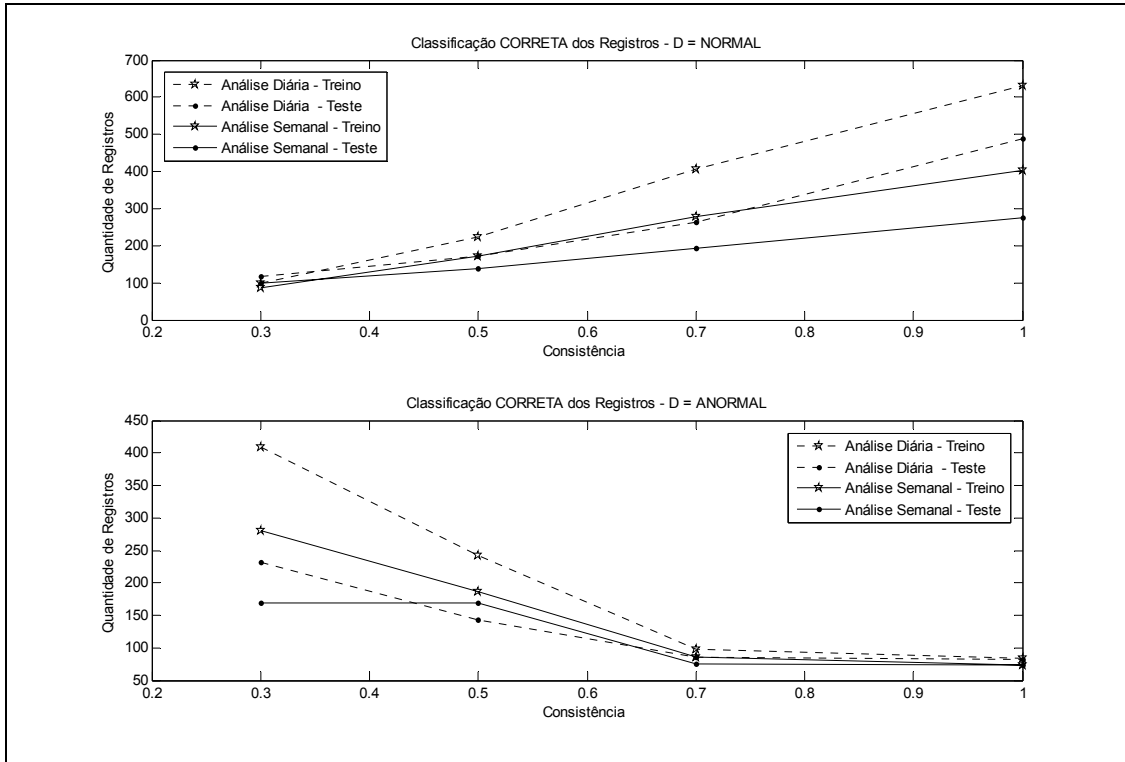 Classificação CORRETA dos Registros - D = NORMAL
700
600
500
400
300
200
100
0
Quantidade de Registros
Análise Diária - Treino
Análise Diária  - Teste
Análise Semanal - Treino
Análise Semanal - Teste
0.2 0.3 0.4 0.5 0.6 0.7 0.8 0.9 1
Consistência
Classificação CORRETA dos Registros - D = ANORMAL
450
400
350
300
250
200
150
100
50
Quantidade de Registros
Análise Diária - Treino
Análise Diária  - Teste
Análise Semanal - Treino
Análise Semanal - Teste
0.2 0.3 0.4 0.5 0.6 0.7 0.8 0.9 1
Consistência